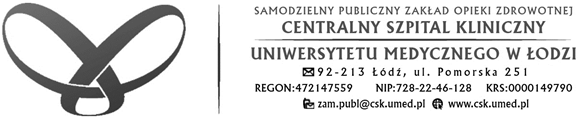 SAMODZIELNY PUBLICZNY ZAKŁAD OPIEKI ZDROWOTNEJ
CENTRALNY SZPITAL KLINICZNY
UNIWERSYTETU MEDYCZNEGO W ŁODZI
92-213 Łódź, ul. Pomorska 251
REGON:472147559 NIP:728-22-46-128 KRS:0000149790
zam.publ@csk.umed.pl www.csk.umed.pl